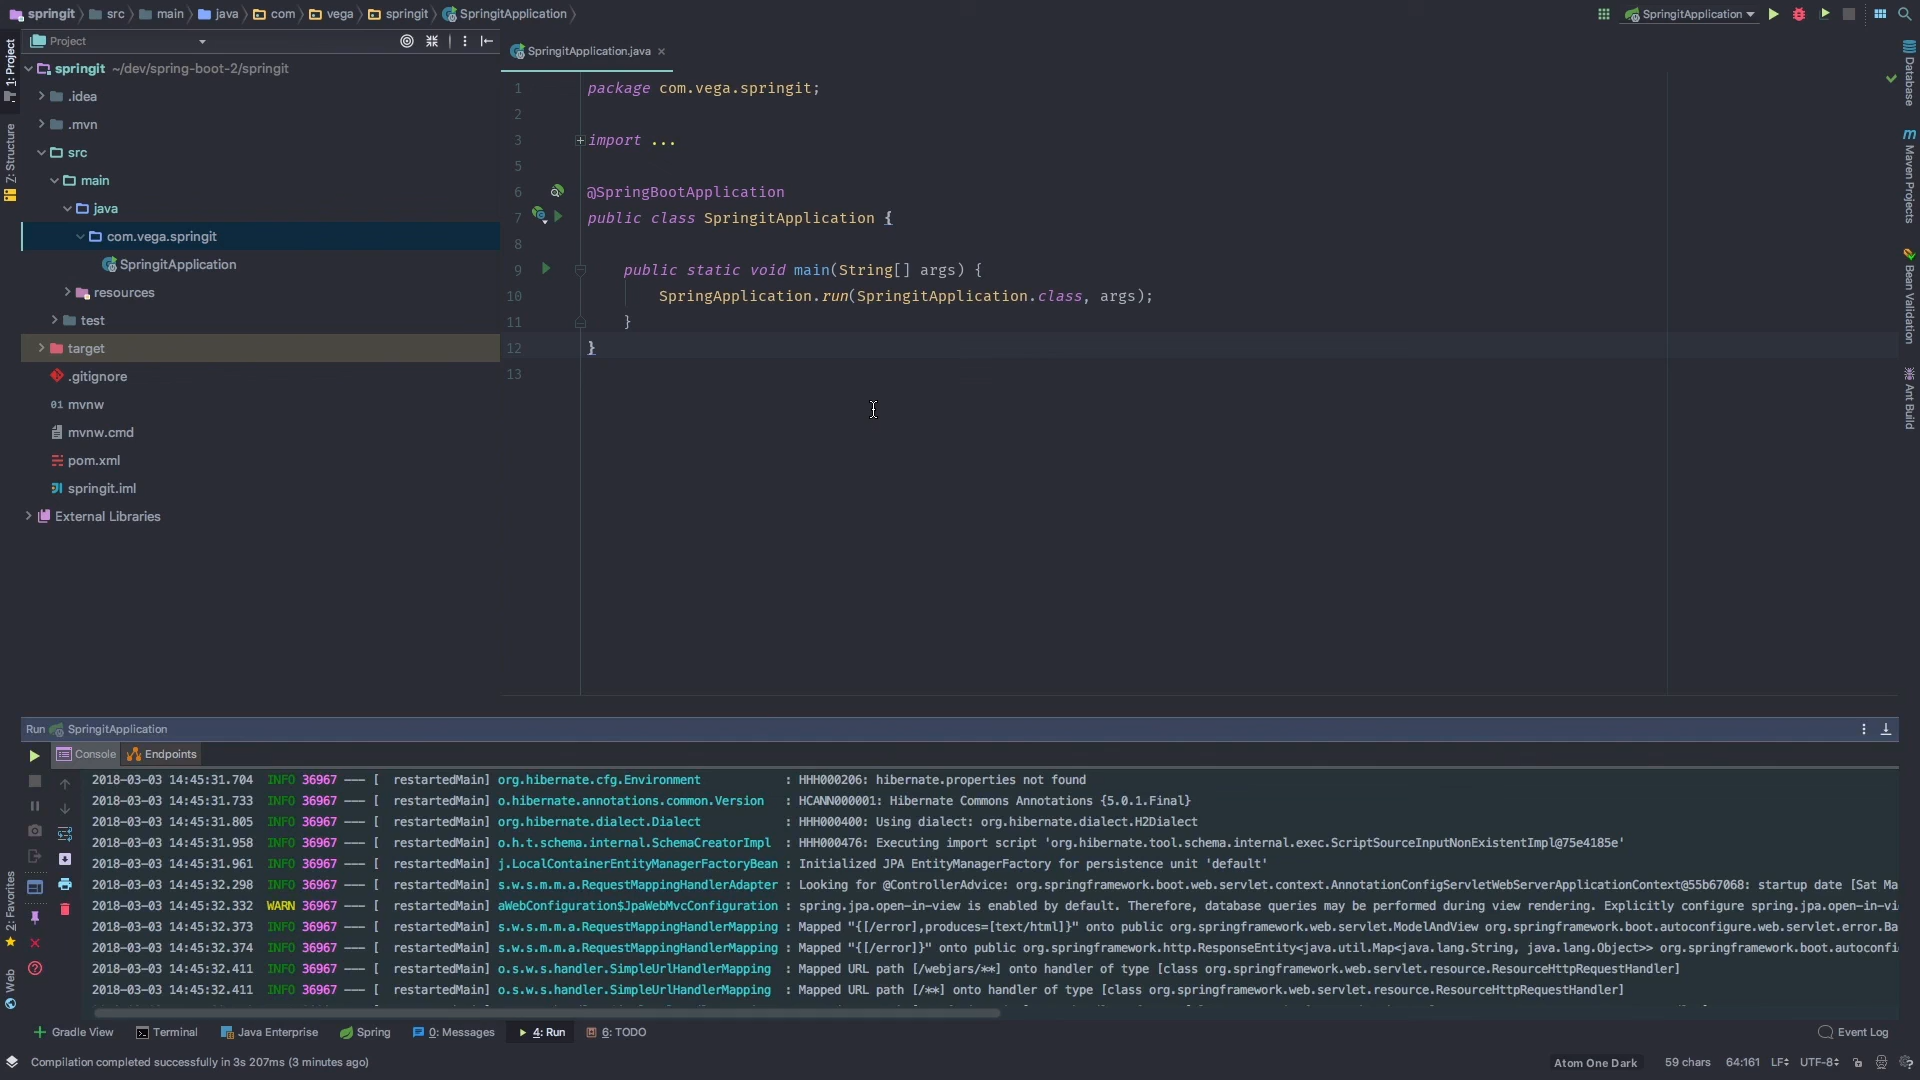 springit src main java com vega springit SpringitApplication
SpringitApplication
Project
SpringitApplication.java
springit ~/dev/spring-boot-2/springit
.idea
.mvn
src
main
java
com.vega.springit
SpringitApplication
resources
test
target
.gitignore
mvnw
mvnw.cmd
pom.xml
springit.iml
External Libraries
1: Project
7: Structure
2: Favorites
Web
1 package com.vega.springit;
2
3 import ...
5
6 @SpringBootApplication
7 public class SpringitApplication {
8
9 public static void main(String[] args) {
10 SpringApplication.run(SpringitApplication.class, args);
11 }
12 }
13
Database
Maven Projects
Bean Validation
Ant Build
Run SpringitApplication
Console Endpoints
2018-03-03 14:45:31.704 INFO 36967 --- [ restartedMain] org.hibernate.cfg.Environment : HHH000206: hibernate.properties not found
2018-03-03 14:45:31.733 INFO 36967 --- [ restartedMain] o.hibernate.annotations.common.Version : HCANN000001: Hibernate Commons Annotations {5.0.1.Final}
2018-03-03 14:45:31.805 INFO 36967 --- [ restartedMain] org.hibernate.dialect.Dialect : HHH000400: Using dialect: org.hibernate.dialect.H2Dialect
2018-03-03 14:45:31.958 INFO 36967 --- [ restartedMain] o.h.t.schema.internal.SchemaCreatorImpl : HHH000476: Executing import script 'org.hibernate.tool.schema.internal.exec.ScriptSourceInputNonExistentImpl@75e4185e'
2018-03-03 14:45:31.961 INFO 36967 --- [ restartedMain] j.LocalContainerEntityManagerFactoryBean : Initialized JPA EntityManagerFactory for persistence unit 'default'
2018-03-03 14:45:32.298 INFO 36967 --- [ restartedMain] s.w.s.m.m.a.RequestMappingHandlerAdapter : Looking for @ControllerAdvice: org.springframework.boot.web.servlet.context.AnnotationConfigServletWebServerApplicationContext@55b67068: startup date [Sat Ma
2018-03-03 14:45:32.332 WARN 36967 --- [ restartedMain] aWebConfiguration$JpaWebMvcConfiguration : spring.jpa.open-in-view is enabled by default. Therefore, database queries may be performed during view rendering. Explicitly configure spring.jpa.open-in-vi
2018-03-03 14:45:32.373 INFO 36967 --- [ restartedMain] s.w.s.m.m.a.RequestMappingHandlerMapping : Mapped "{[/error],produces=[text/html]}" onto public org.springframework.web.servlet.ModelAndView org.springframework.boot.autoconfigure.web.servlet.error.Ba
2018-03-03 14:45:32.374 INFO 36967 --- [ restartedMain] s.w.s.m.m.a.RequestMappingHandlerMapping : Mapped "{[/error]}" onto public org.springframework.http.ResponseEntity<java.util.Map<java.lang.String, java.lang.Object>> org.springframework.boot.autoconfi
2018-03-03 14:45:32.411 INFO 36967 --- [ restartedMain] o.s.w.s.handler.SimpleUrlHandlerMapping : Mapped URL path [/webjars/**] onto handler of type [class org.springframework.web.servlet.resource.ResourceHttpRequestHandler]
2018-03-03 14:45:32.411 INFO 36967 --- [ restartedMain] o.s.w.s.handler.SimpleUrlHandlerMapping : Mapped URL path [/**] onto handler of type [class org.springframework.web.servlet.resource.ResourceHttpRequestHandler]
Gradle View Terminal Java Enterprise Spring 0: Messages 4: Run 6: TODO Event Log
Compilation completed successfully in 3s 207ms (3 minutes ago) Atom One Dark 59 chars 64:161 LF UTF-8